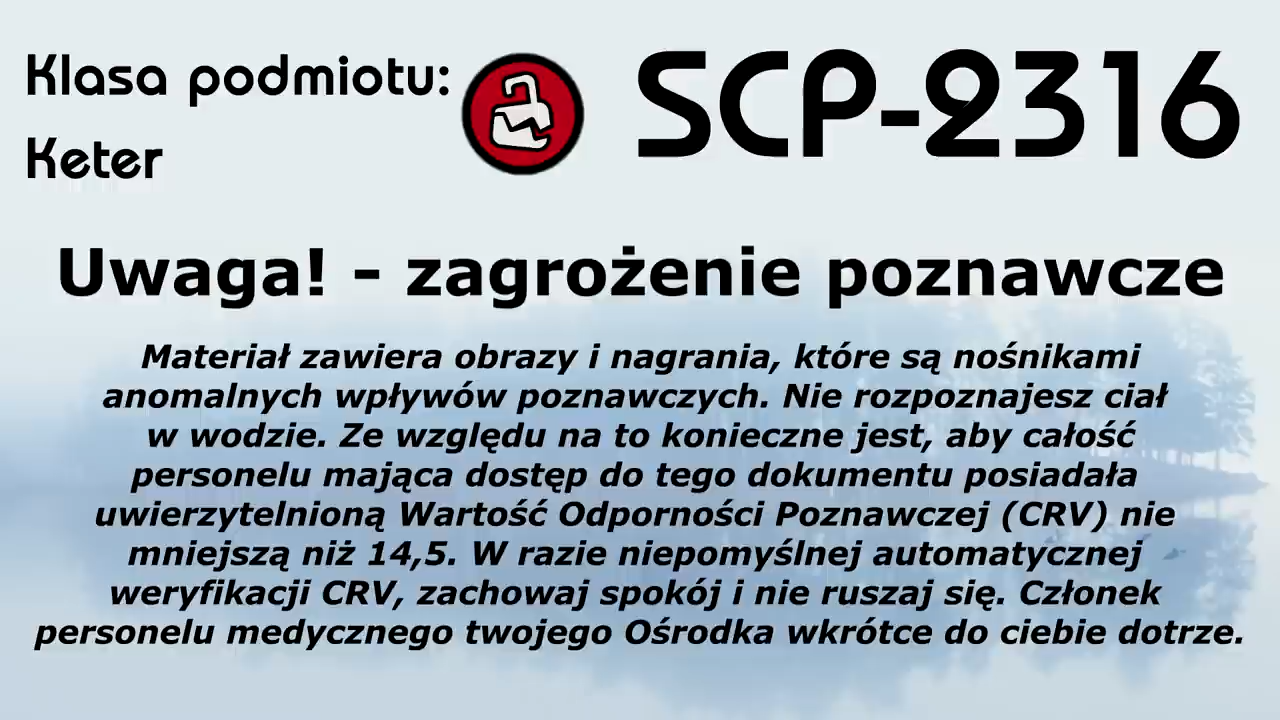 Klasa podmiotu:
Keter
SCP-2316
Uwaga! - zagrożenie poznawcze
Materiał zawiera obrazy i nagrania, które są nośnikami
anomalnych wpływów poznawczych. Nie rozpoznajesz ciał
w wodzie. Ze względu na to konieczne jest, aby całość
personelu mająca dostęp do tego dokumentu posiadała
uwierzytelnioną Wartość Odporności Poznawczej (CRV) nie
mniejszą niż 14,5. W razie niepomyślnej automatycznej
weryfikacji CRV, zachowaj spokój i nie ruszaj się. Członek
personelu medycznego twojego Ośrodka wkrótce do ciebie dotrze.